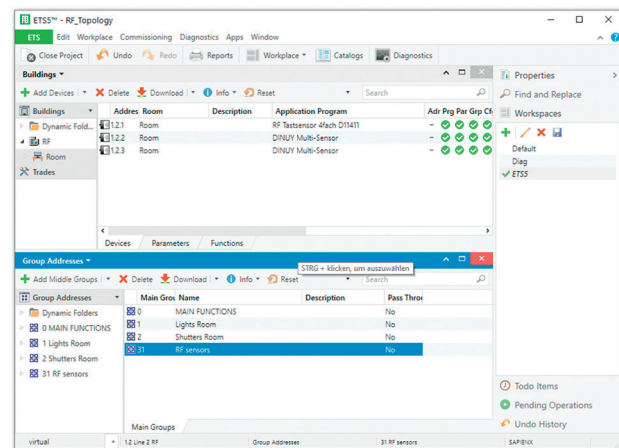 ETS5™ - RF_Topology
ETS Edit Workplace Commissioning Diagnostics Apps Window
Close Project Undo Redo Reports Workplace Catalogs Diagnostics
Buildings
Add Devices Delete Download Info Reset Search
Buildings
Dynamic Fold...
RF
Room
Trades
Addres Room Description Application Program Adr Prg Par Grp Cf
1.2.1 Room RF Tastsensor 4fach D11411 –
1.2.2 Room DINUY Multi-Sensor –
1.2.3 Room DINUY Multi-Sensor –
Devices Parameters Functions
Group Addresses
STRG + klicken, um auszuwählen
Add Middle Groups Delete Download Info Reset Search
Group Addresses
Dynamic Folders
0 MAIN FUNCTIONS
1 Lights Room
2 Shutters Room
31 RF sensors
Main Grou Name Description Pass Throu
0 MAIN FUNCTIONS No
1 Lights Room No
2 Shutters Room No
31 RF sensors No
Main Groups
Properties
Find and Replace
Workspaces
Default
Diag
ETS5
Todo Items
Pending Operations
Undo History
virtual 1.2 Line 2 RF Group Addresses 31 RF sensors SAPIENX